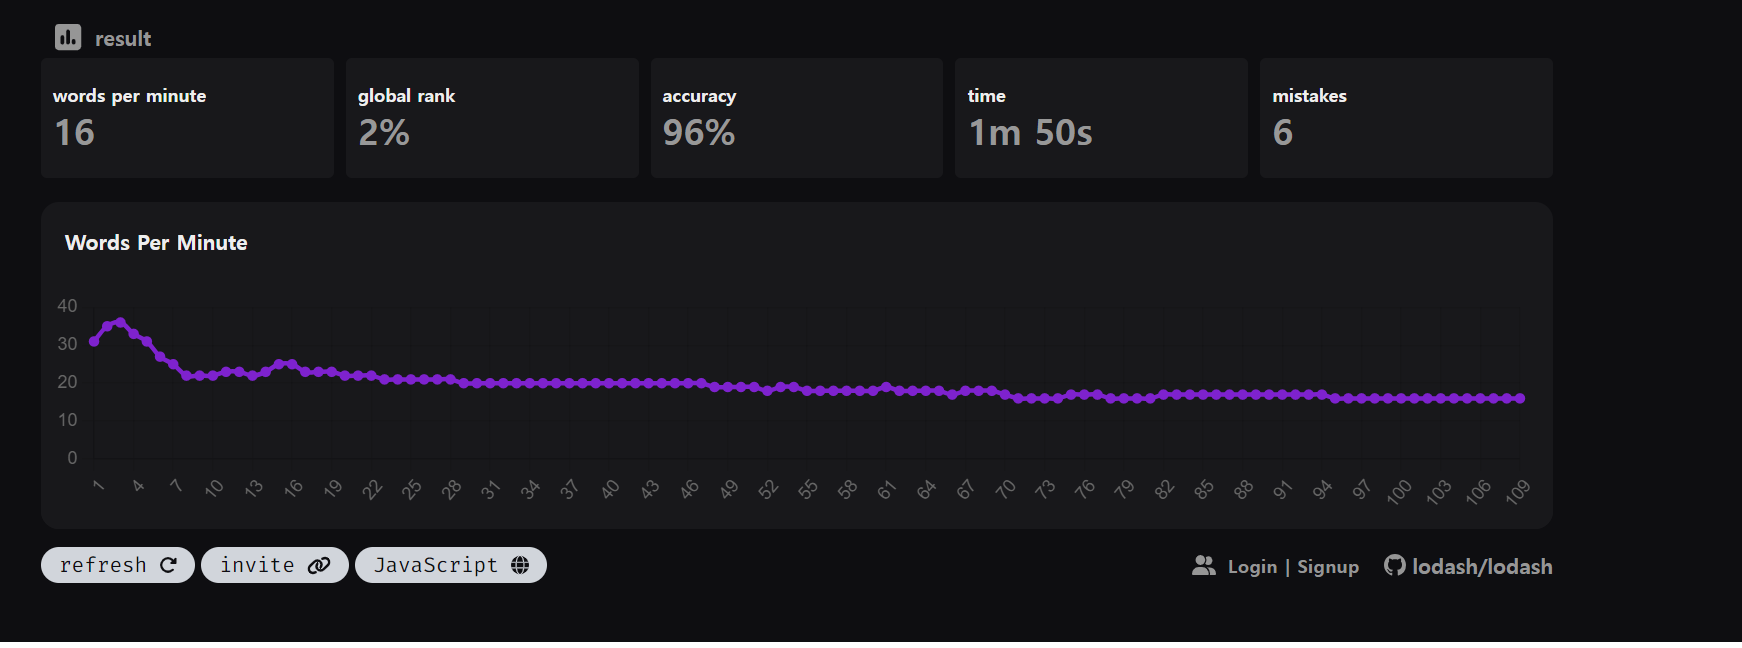 result
words per minute
16
global rank
2%
accuracy
96%
time
1m 50s
mistakes
6
Words Per Minute
40
30
20
10
0
1 4 7 10 13 16 19 22 25 28 31 34 37 40 43 46 49 52 55 58 61 64 67 70 73 76 79 82 85 88 91 94 97 100 103 106 109
refresh invite JavaScript Login | Signup lodash/lodash